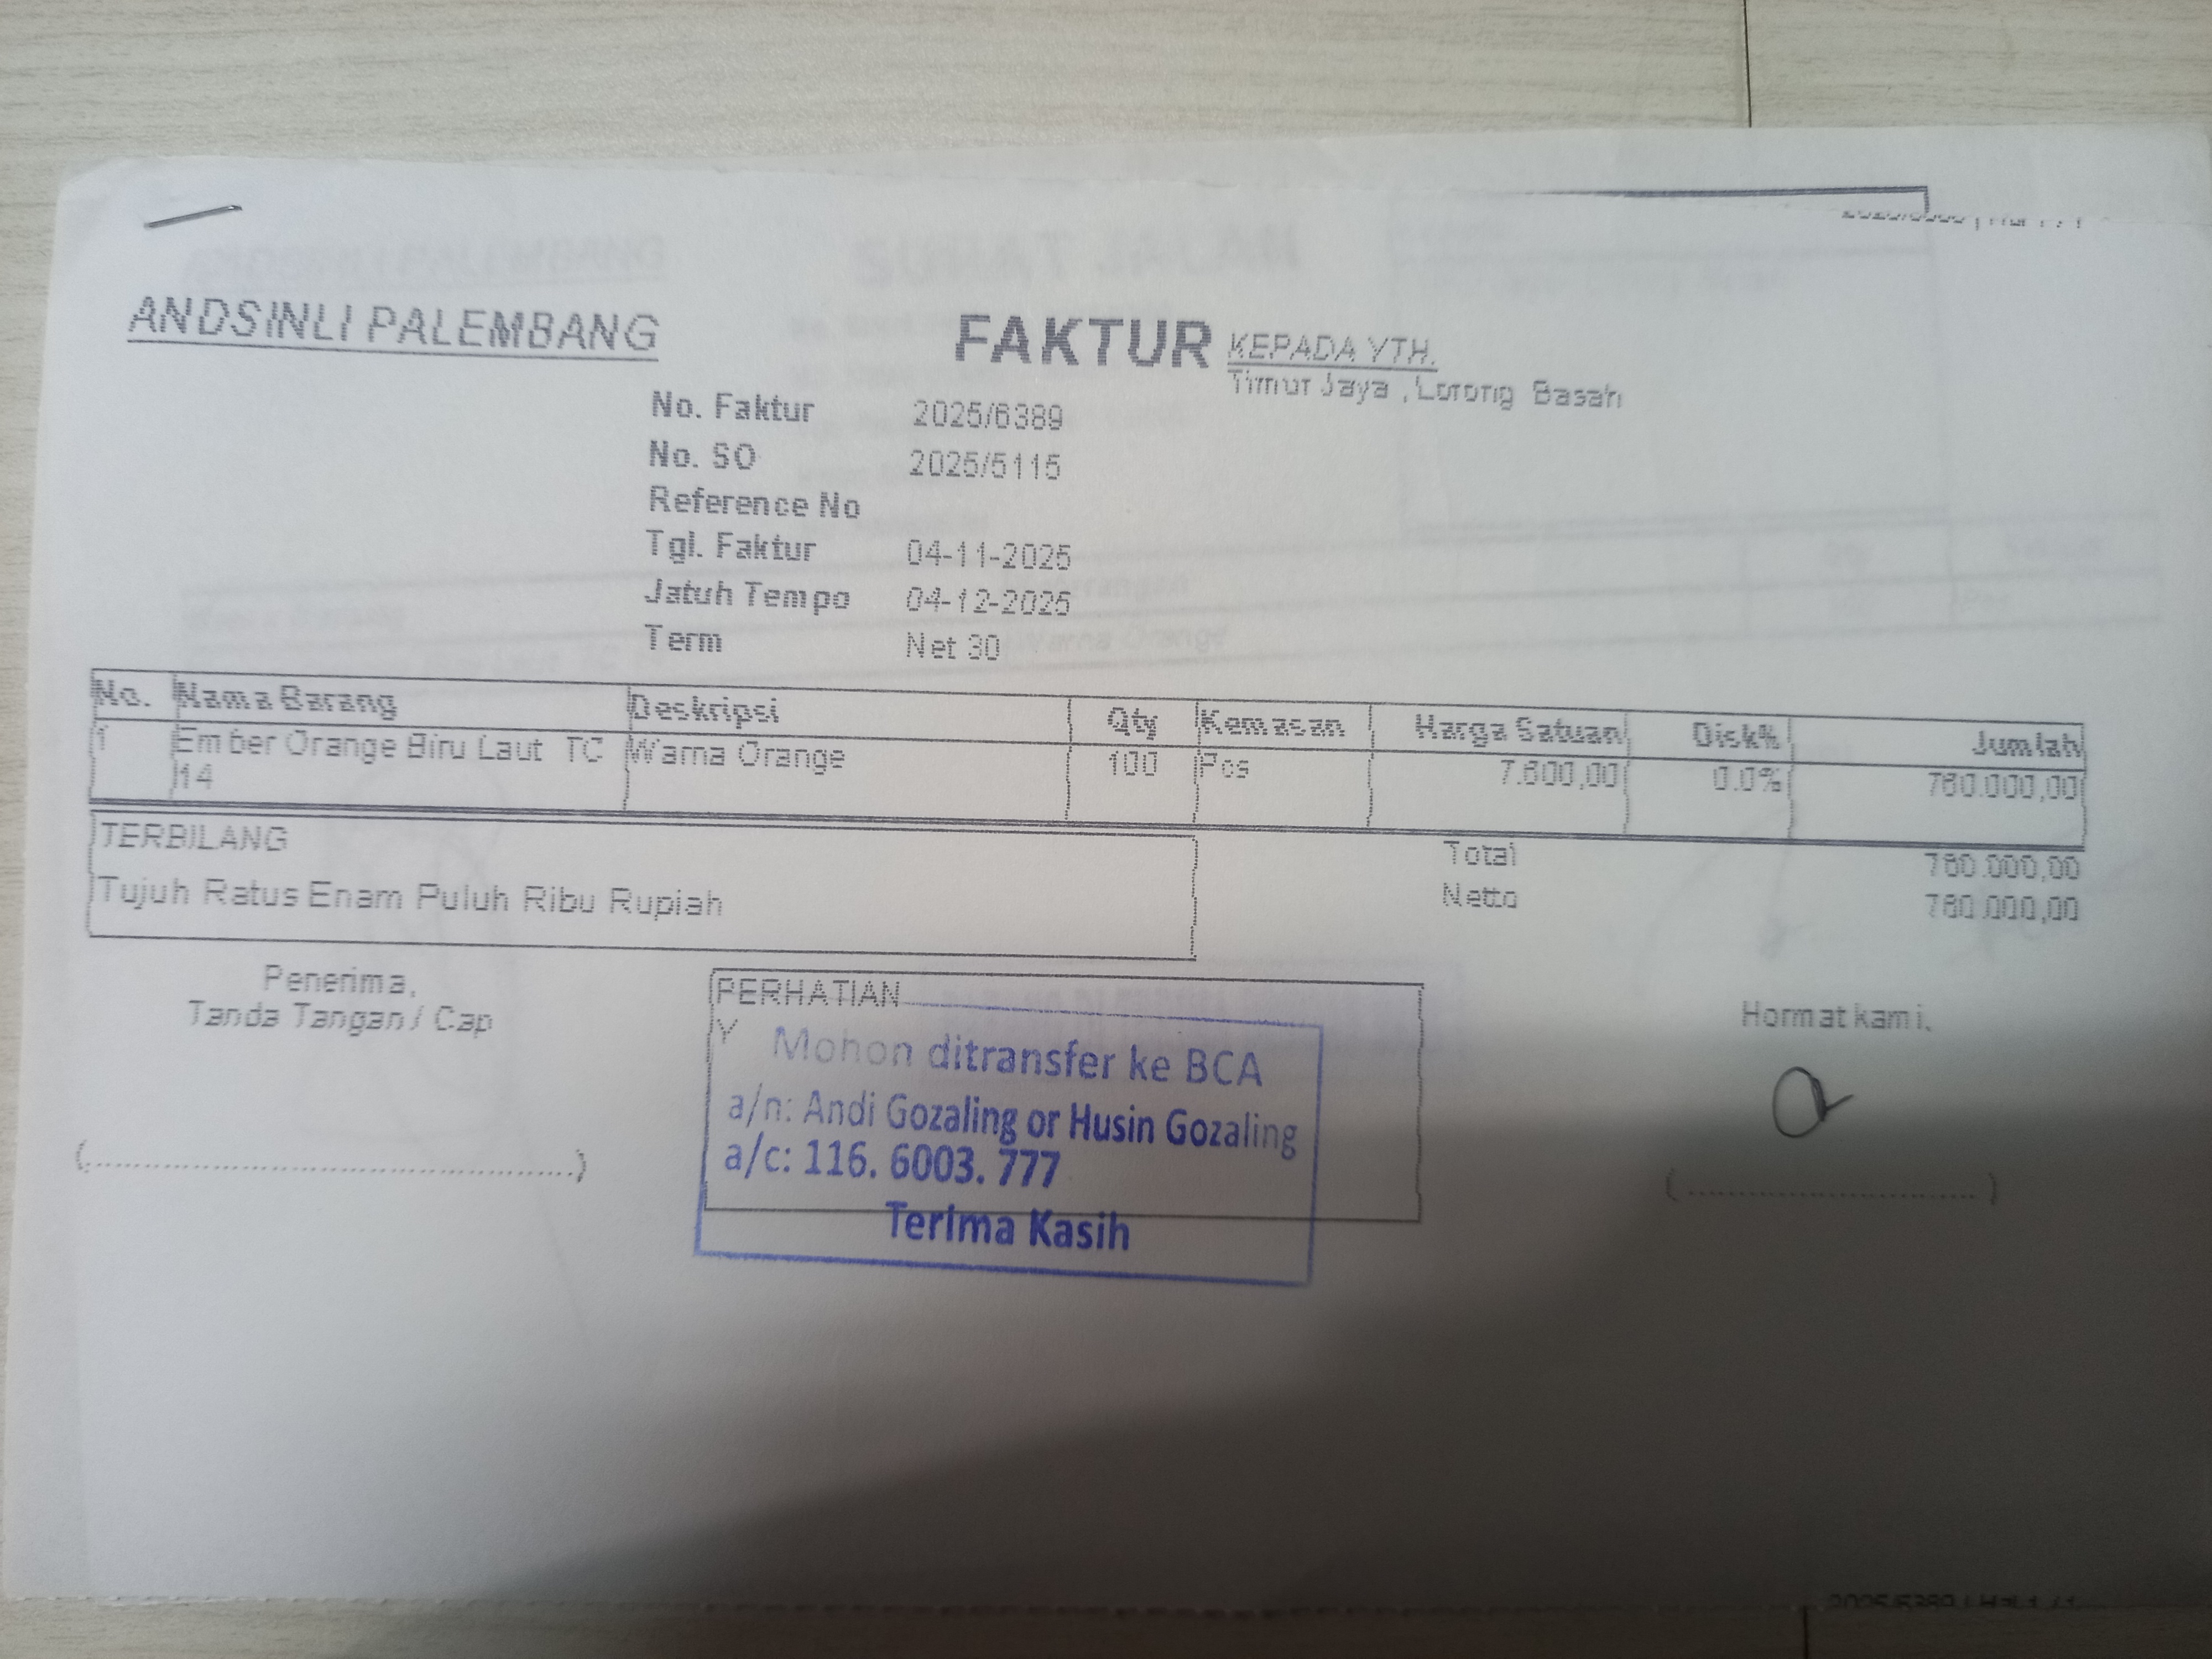 ANDSINLI PALEMBANG
FAKTUR
KEPADA YTH.
Timur Jaya , Lorong Basah
No. Faktur 2025/6389
No. SO 2025/5115
Reference No
Tgl. Faktur 04-11-2025
Jatuh Tempo 04-12-2025
Term Net 30
No. Nama Barang Deskripsi Qty Kemasan Harga Satuan Disk% Jumlah
1 Ember Orange Biru Laut TC Warna Orange 100 Pcs 7.600,00 0.0% 760.000,00
14
TERBILANG
Tujuh Ratus Enam Puluh Ribu Rupiah
Total 760.000,00
Netto 760.000,00
Penerima,
Tanda Tangan / Cap
(..............................................)
PERHATIAN
Y
Mohon ditransfer ke BCA
a/n: Andi Gozaling or Husin Gozaling
a/c: 116. 6003. 777
Terima Kasih
Hormat kami,
(..............................)